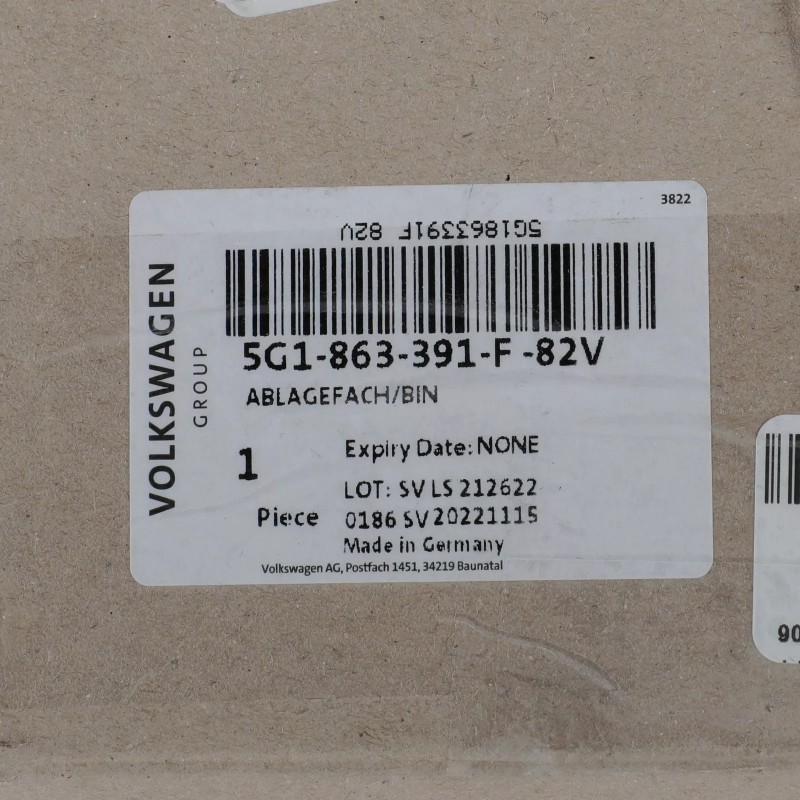 3822
5G1863391F 82V
VOLKSWAGEN
GROUP
5G1-863-391-F -82V
ABLAGEFACH/BIN
1
Piece
Expiry Date: NONE
LOT: SV LS 212622
0186 SV 20221115
Made in Germany
Volkswagen AG, Postfach 1451, 34219 Baunatal
90